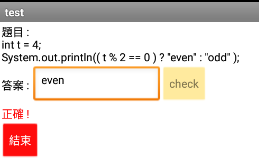 test
題目 :
int t = 4;
System.out.println(( t % 2 == 0 ) ? "even" : "odd" );
答案 : even check
正確 !
結束